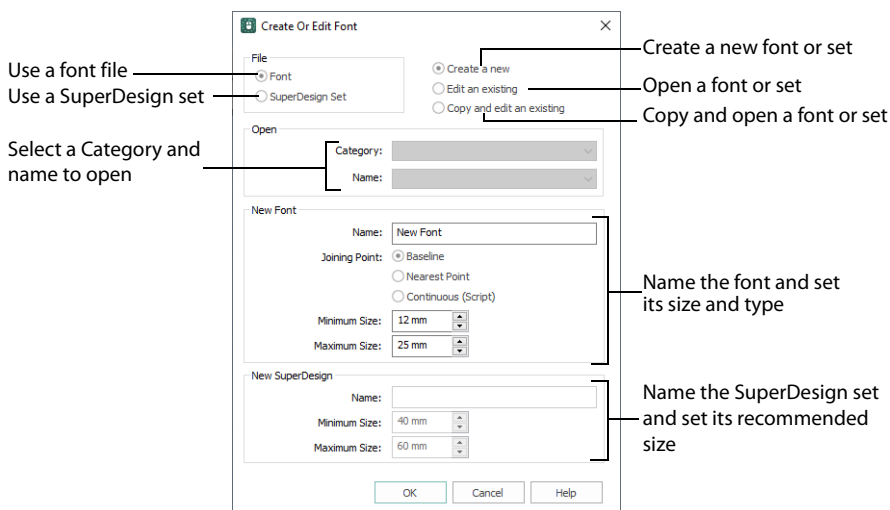 Create Or Edit Font
File
Font
SuperDesign Set
Create a new
Edit an existing
Copy and edit an existing
Use a font file
Use a SuperDesign set
Create a new font or set
Open a font or set
Copy and open a font or set
Open
Category:
Name:
Select a Category and
name to open
New Font
Name: New Font
Joining Point: Baseline
Nearest Point
Continuous (Script)
Minimum Size: 12 mm
Maximum Size: 25 mm
Name the font and set
its size and type
New SuperDesign
Name:
Minimum Size: 40 mm
Maximum Size: 60 mm
Name the SuperDesign set
and set its recommended
size
OK Cancel Help